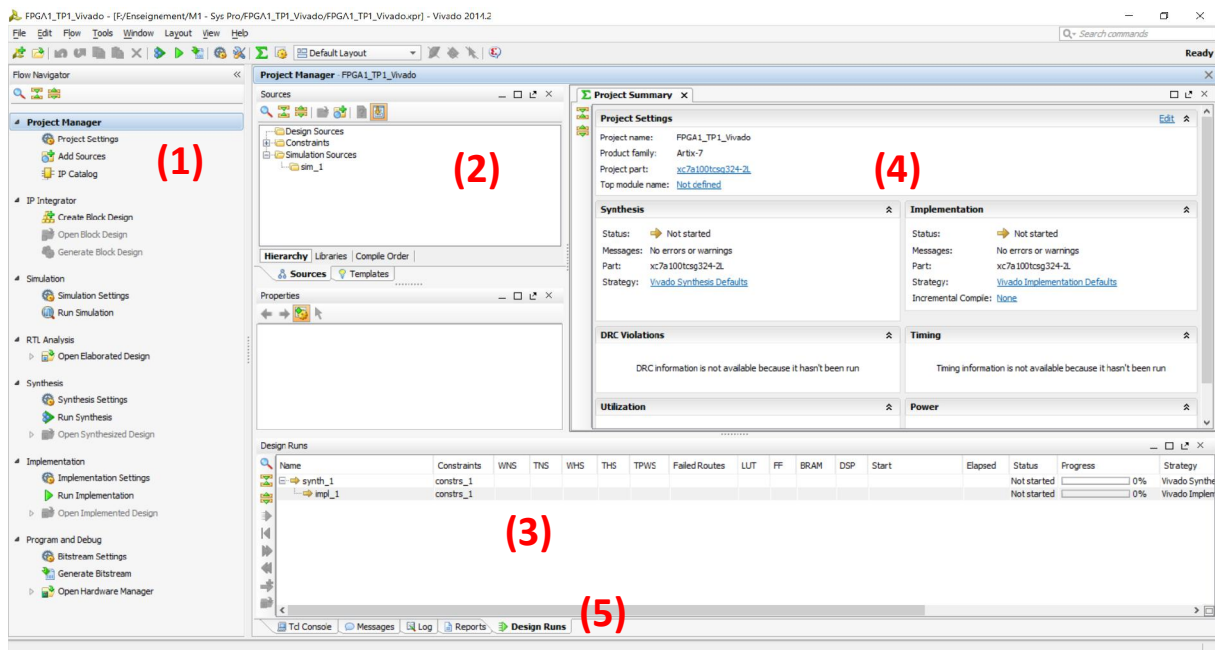 FPGA1_TP1_Vivado - [F:/Enseignement/M1 - Sys Pro/FPGA1_TP1_Vivado/FPGA1_TP1_Vivado.xpr] - Vivado 2014.2
File Edit Flow Tools Window Layout View Help
Search commands
Default Layout
Ready
Flow Navigator
Project Manager
Project Settings
Add Sources
IP Catalog
(1)
IP Integrator
Create Block Design
Open Block Design
Generate Block Design
Simulation
Simulation Settings
Run Simulation
RTL Analysis
Open Elaborated Design
Synthesis
Synthesis Settings
Run Synthesis
Open Synthesized Design
Implementation
Implementation Settings
Run Implementation
Open Implemented Design
Program and Debug
Bitstream Settings
Generate Bitstream
Open Hardware Manager
Project Manager - FPGA1_TP1_Vivado
Sources
Design Sources
Constraints
Simulation Sources
sim_1
(2)
Hierarchy Libraries Compile Order
Sources Templates
Properties
Project Summary
Project Settings Edit
Project name: FPGA1_TP1_Vivado
Product family: Artix-7
Project part: xc7a100tcsg324-2L
Top module name: Not defined
(4)
Synthesis
Status: Not started
Messages: No errors or warnings
Part: xc7a100tcsg324-2L
Strategy: Vivado Synthesis Defaults
Implementation
Status: Not started
Messages: No errors or warnings
Part: xc7a100tcsg324-2L
Strategy: Vivado Implementation Defaults
Incremental Compile: None
DRC Violations
DRC information is not available because it hasn't been run
Timing
Timing information is not available because it hasn't been run
Utilization
Power
Design Runs
Name Constraints WNS TNS WHS THS TPWS Failed Routes LUT FF BRAM DSP Start Elapsed Status Progress Strategy
synth_1 constrs_1 Not started 0% Vivado Synthe
impl_1 constrs_1 Not started 0% Vivado Implem
(3)
(5)
Tcl Console Messages Log Reports Design Runs